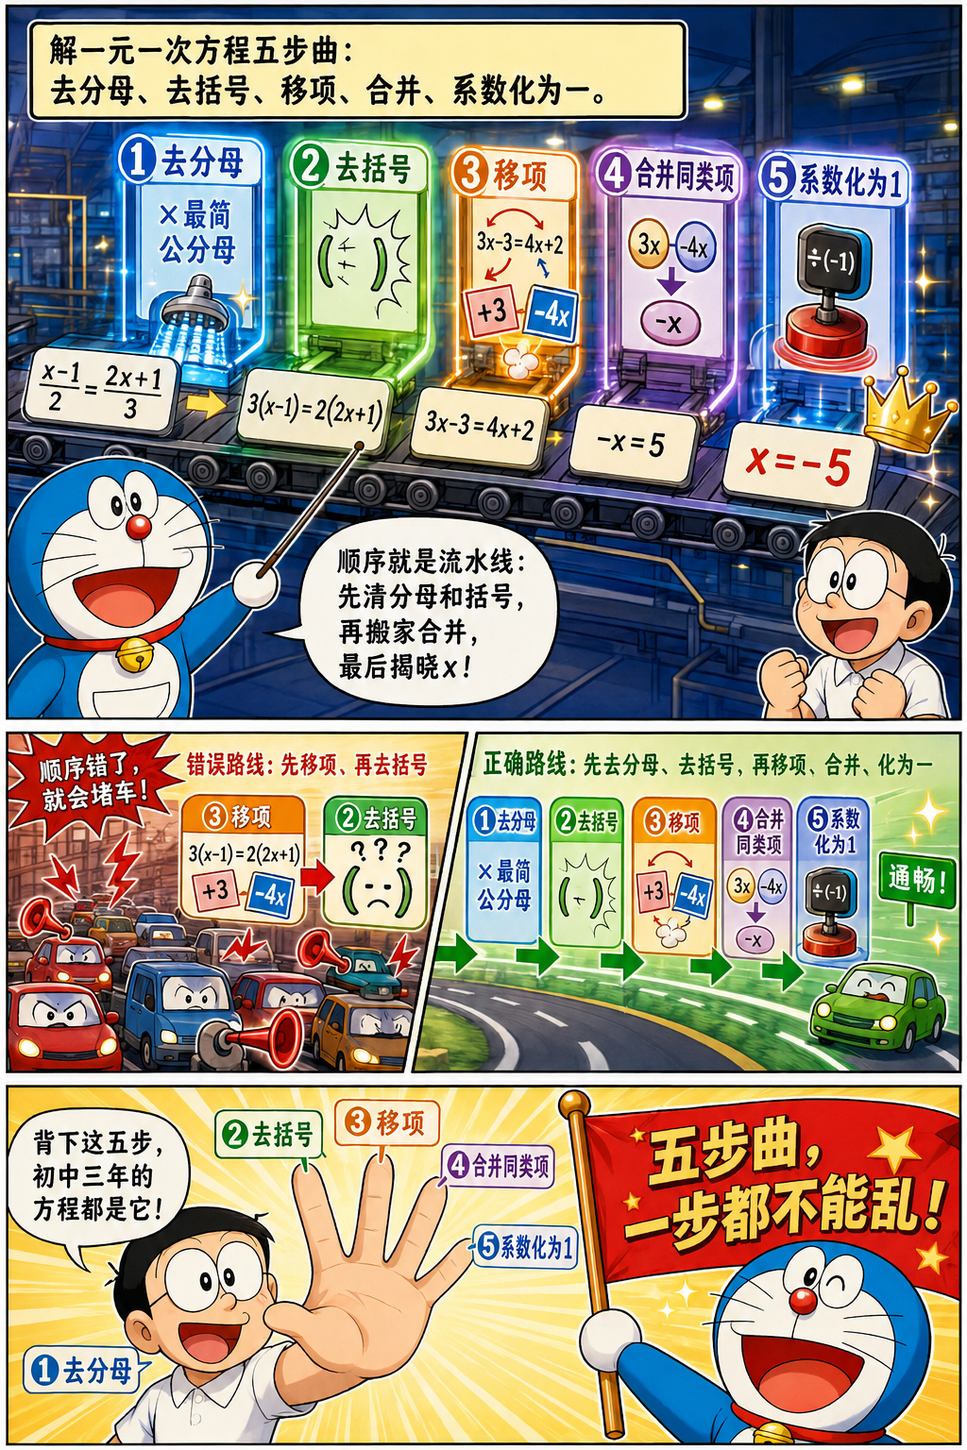 解一元一次方程五步曲：
去分母、去括号、移项、合并、系数化为一。
①去分母
×最简
公分母
②去括号
( )
③移项
3x-3=4x+2
+3
-4x
④合并同类项
3x
-4x
-x
⑤系数化为1
÷(-1)
x-1/2 = 2x+1/3
3(x-1)=2(2x+1)
3x-3=4x+2
-x=5
x=-5
顺序就是流水线：
先清分母和括号，
再搬家合并，
最后揭晓x！
顺序错了，
就会堵车！
错误路线：先移项、再去括号
③移项
3(x-1)=2(2x+1)
+3
-4x
②去括号
? ? ?
( )
正确路线：先去分母、去括号，再移项、合并、化为一
①去分母
×最简
公分母
②去括号
( )
③移项
+3
-4x
④合并
同类项
3x
-4x
-x
⑤系数
化为1
÷(-1)
通畅！
背下这五步，
初中三年的
方程都是它！
①去分母
②去括号
③移项
④合并同类项
⑤系数化为1
五步曲，
一步都不能乱！